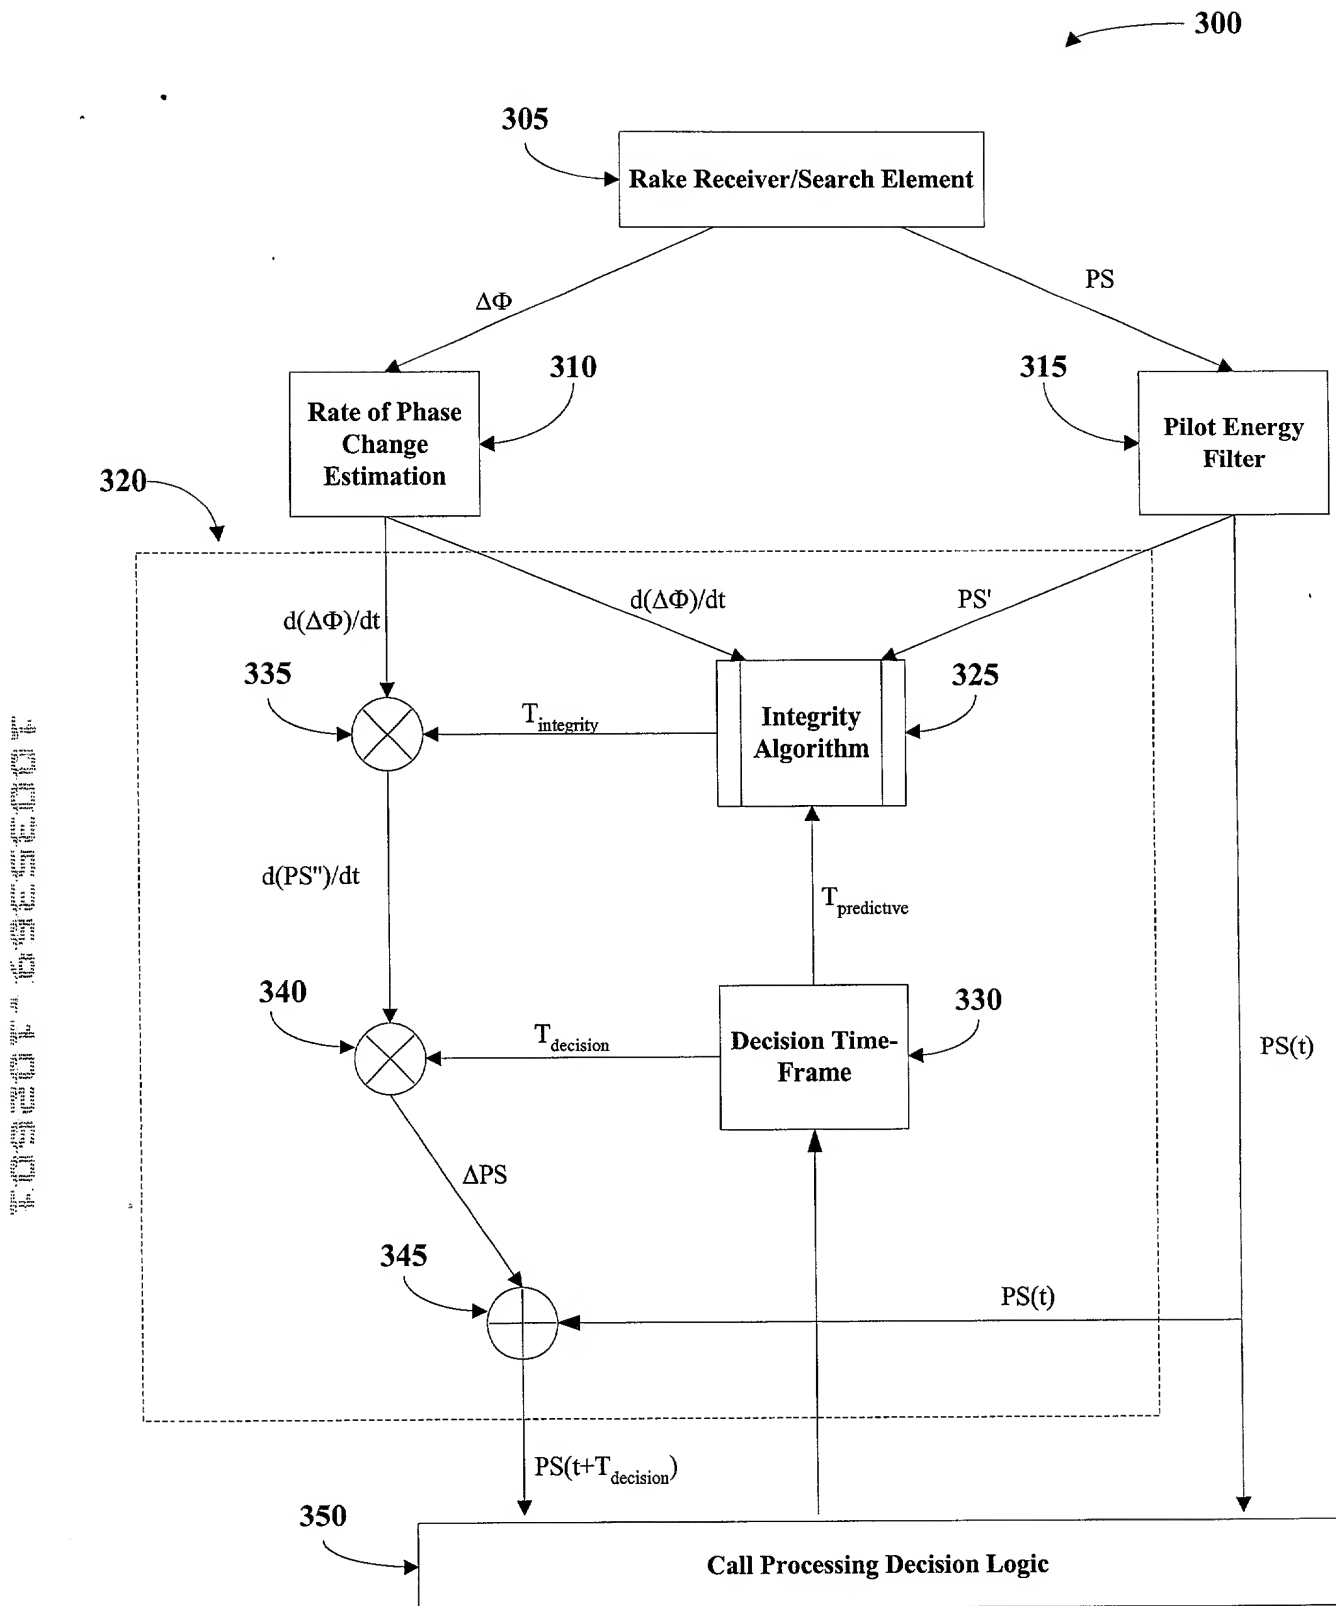 300
305
Rake Receiver/Search Element
ΔΦ
PS
310
315
Rate of Phase
Change
Estimation
Pilot Energy
Filter
320
d(ΔΦ)/dt
d(ΔΦ)/dt
PS'
335
325
Tintegrity
Integrity
Algorithm
d(PS")/dt
Tpredictive
340
330
Tdecision
Decision Time-
Frame
PS(t)
ΔPS
345
PS(t)
PS(t+Tdecision)
350
Call Processing Decision Logic
10035369.102501